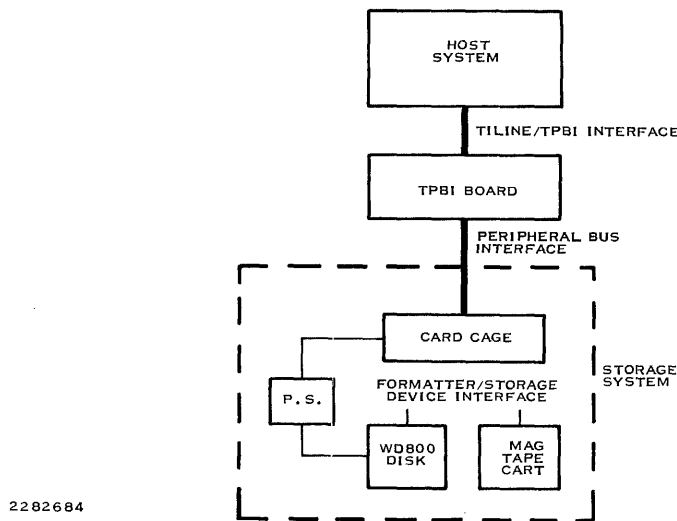 HOST
SYSTEM
TILINE/TPBI INTERFACE
TPBI BOARD
PERIPHERAL BUS
INTERFACE
CARD CAGE
STORAGE
SYSTEM
P.S.
FORMATTER/STORAGE
DEVICE INTERFACE
WD800
DISK
MAG
TAPE
CART
2282684